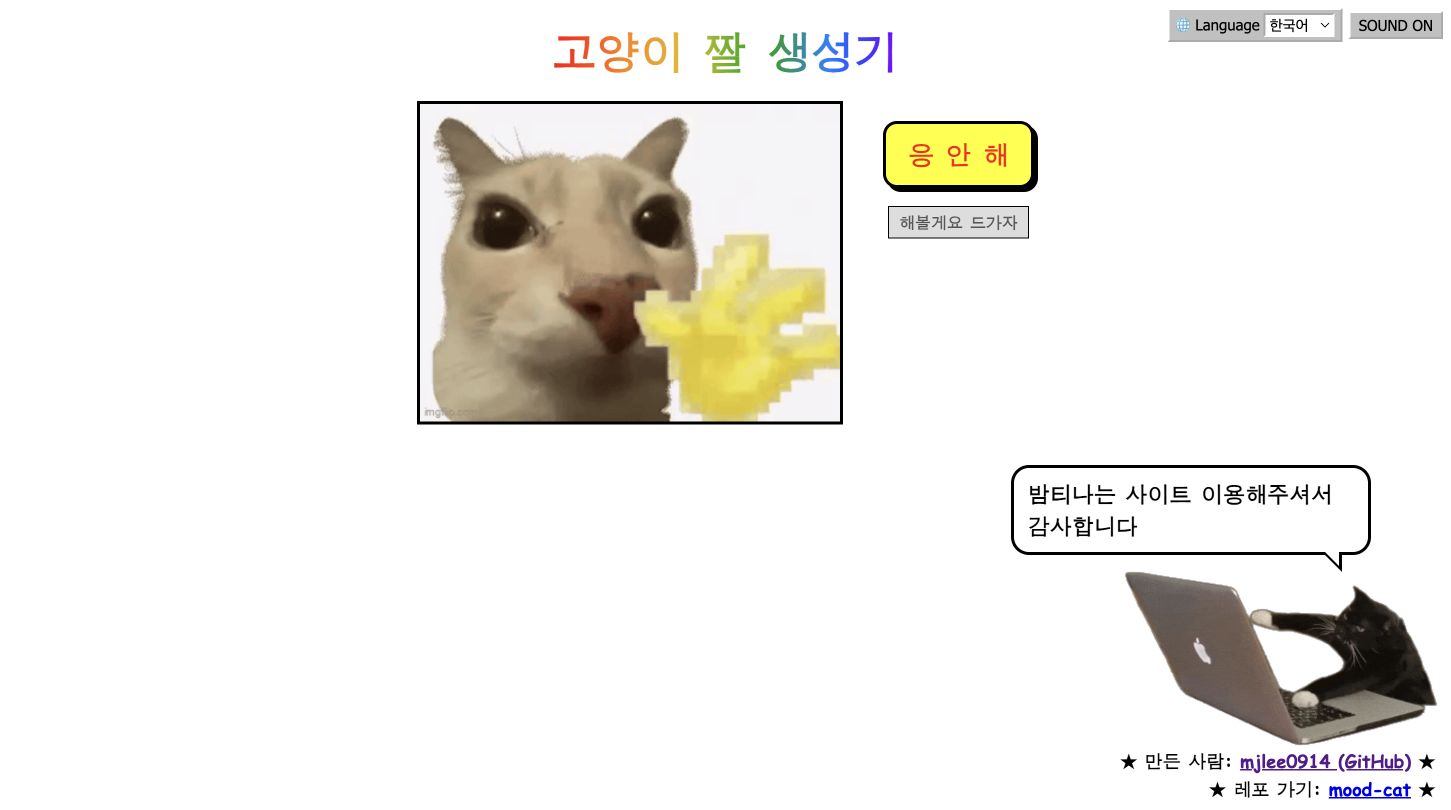 Language 한국어
SOUND ON
고양이 짤 생성기
응 안 해
해볼게요 드가자
imgflip.com
밤티나는 사이트 이용해주셔서
감사합니다
★ 만든 사람: mjlee0914 (GitHub) ★
★ 레포 가기: mood-cat ★